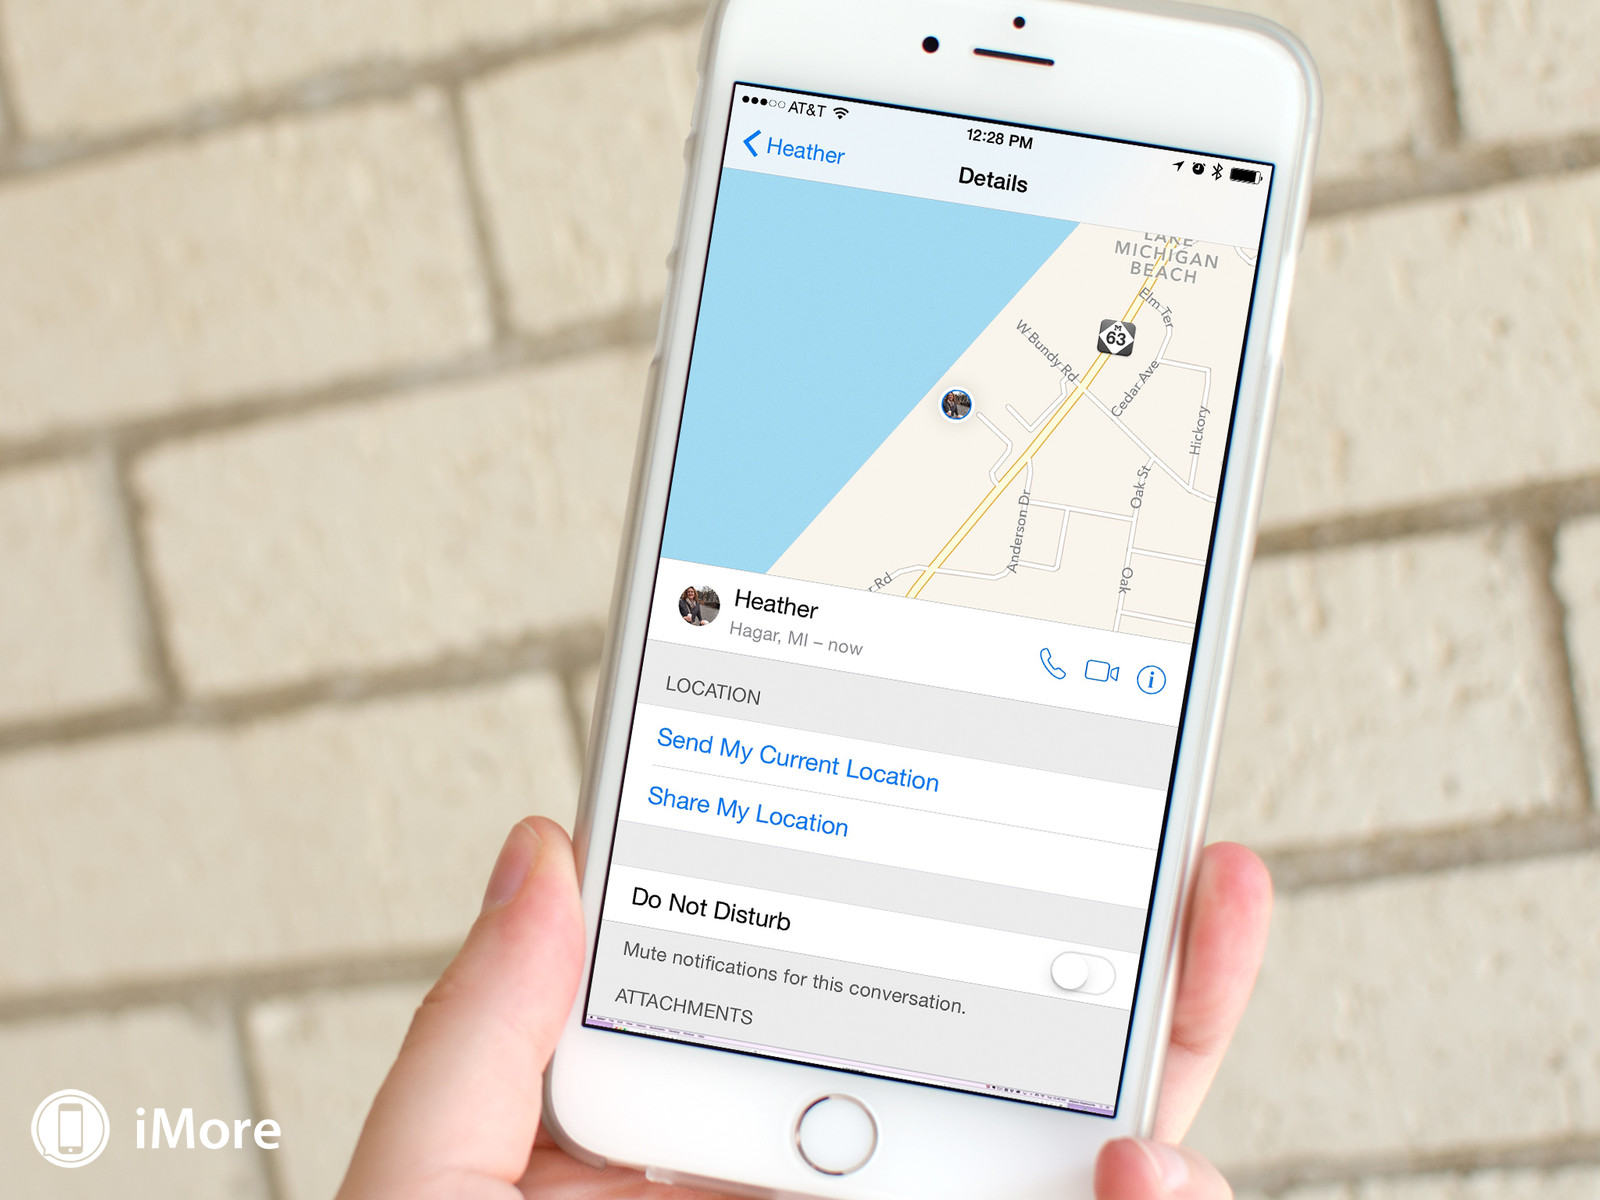 AT&T
12:28 PM
Heather
Details
LAKE
MICHIGAN
BEACH
Elm Ter
M
63
W Bundy Rd
Cedar Ave
Hickory
Oak St
Anderson Dr
Oak
r Rd
Heather
Hagar, MI – now
LOCATION
Send My Current Location
Share My Location
Do Not Disturb
Mute notifications for this conversation.
ATTACHMENTS
iMore